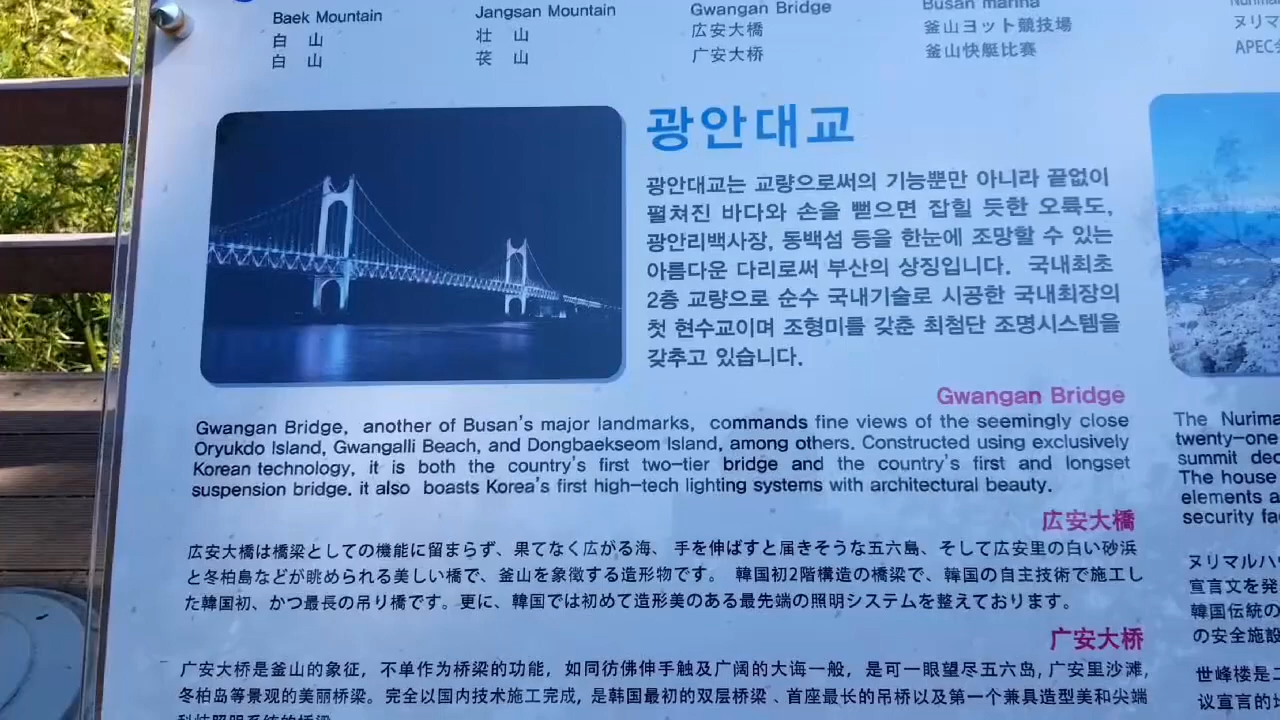 Baek Mountain
白 山
白 山
Jangsan Mountain
壮 山
苌 山
Gwangan Bridge
広安大橋
广安大桥
Busan marina
釜山ヨット競技場
釜山快艇比赛
ヌリマ
APEC
광안대교
광안대교는 교량으로써의 기능뿐만 아니라 끝없이
펼쳐진 바다와 손을 뻗으면 잡힐 듯한 오륙도,
광안리백사장, 동백섬 등을 한눈에 조망할 수 있는
아름다운 다리로써 부산의 상징입니다. 국내최초
2층 교량으로 순수 국내기술로 시공한 국내최장의
첫 현수교이며 조형미를 갖춘 최첨단 조명시스템을
갖추고 있습니다.
Gwangan Bridge
Gwangan Bridge, another of Busan's major landmarks, commands fine views of the seemingly close
Oryukdo Island, Gwangalli Beach, and Dongbaekseom Island, among others. Constructed using exclusively
Korean technology, it is both the country's first two-tier bridge and the country's first and longset
suspension bridge. it also boasts Korea's first high-tech lighting systems with architectural beauty.
広安大橋
広安大橋は橋梁としての機能に留まらず、果てなく広がる海、 手を伸ばすと届きそうな五六島、そして広安里の白い砂浜
と冬柏島などが眺められる美しい橋で、釜山を象徴する造形物です。 韓国初2階構造の橋梁で、韓国の自主技術で施工し
た韓国初、かつ最長の吊り橋です。更に、韓国では初めて造形美のある最先端の照明システムを整えております。
广安大桥
广安大桥是釜山的象征，不单作为桥梁的功能，如同彷佛伸手触及广阔的大诲一般，是可一眼望尽五六岛, 广安里沙滩,
冬柏岛等景观的美丽桥梁。完全以国内技术施工完成, 是韩国最初的双层桥梁、首座最长的吊桥以及第一个兼具造型美和尖端
科技照明系统的桥梁
The Nurima
twenty-one
summit dec
The house
elements a
security fa
ヌリマルハ
宣言文を発
韓国伝統の
の安全施設
世峰楼是二
议宣言的